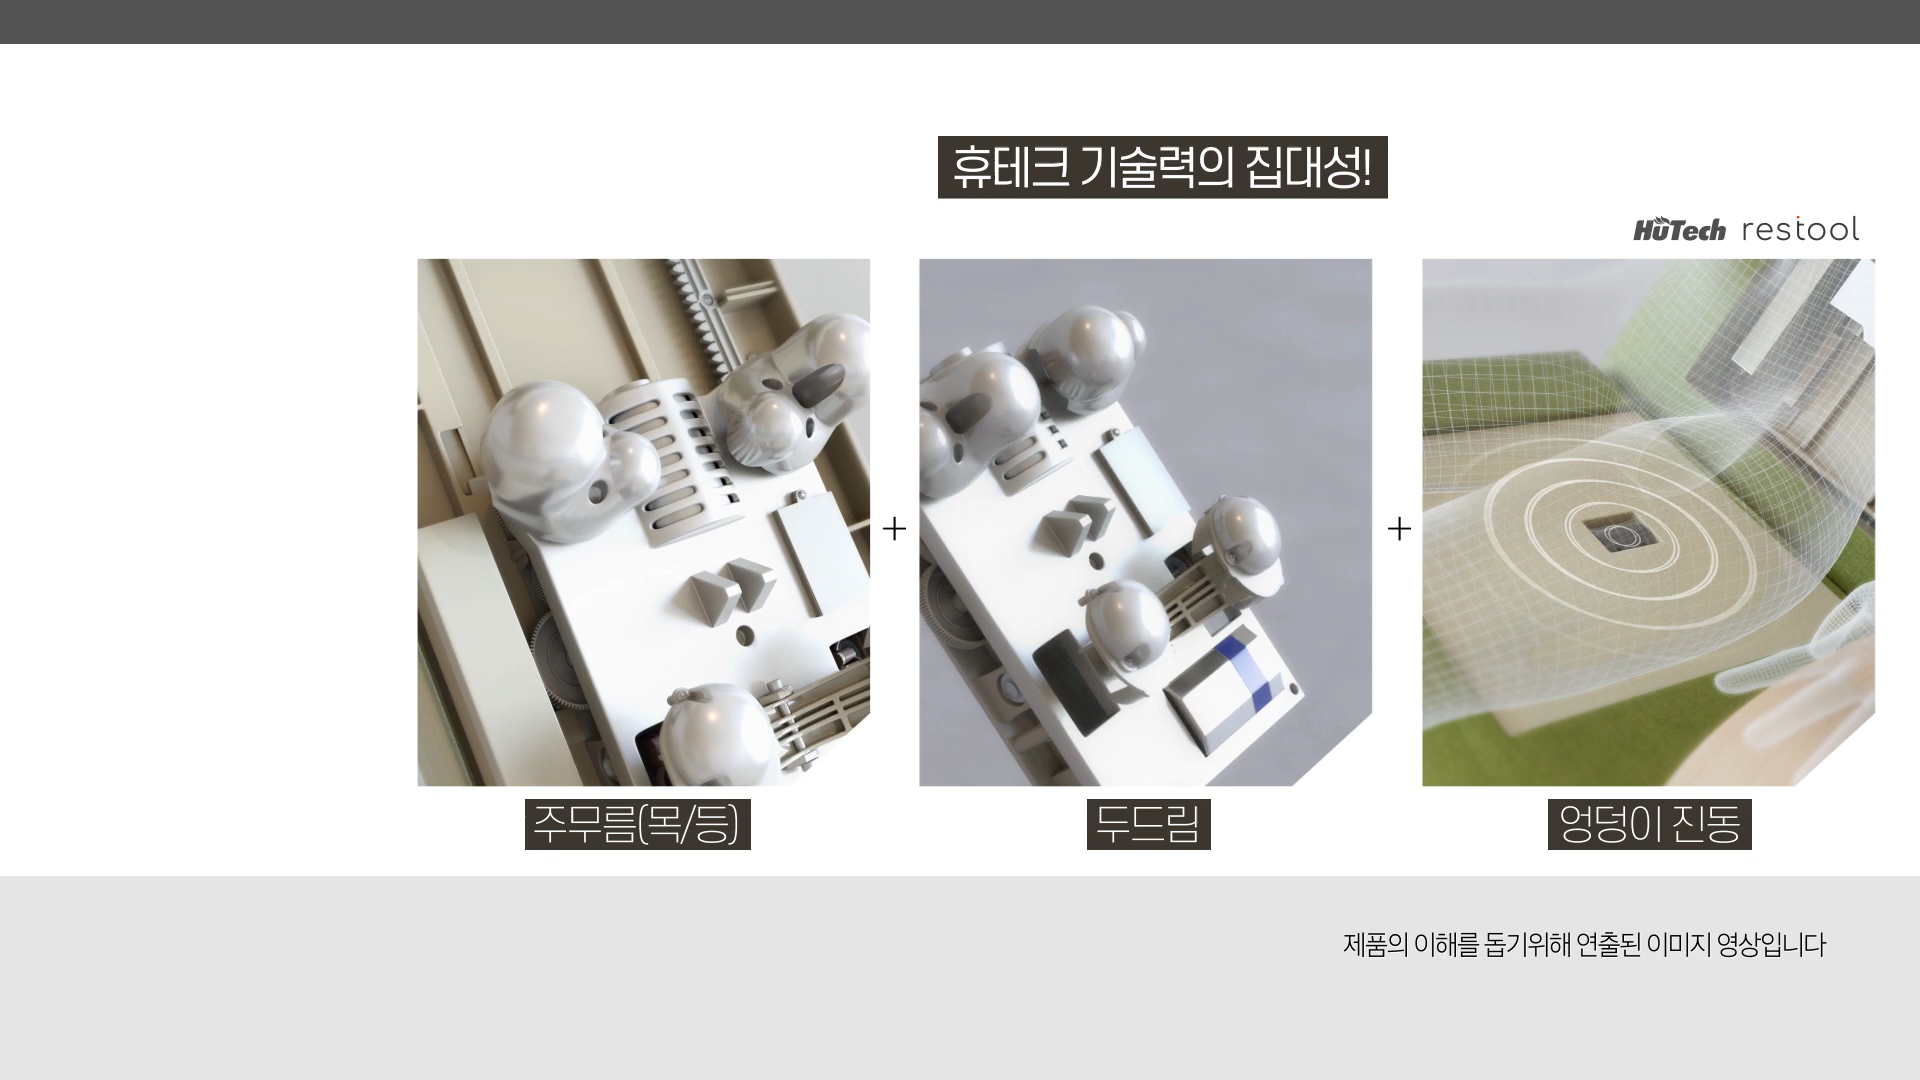 휴테크 기술력의 집대성!
HuTech restool
+ +
주무름(목/등) 두드림 엉덩이 진동
제품의 이해를 돕기위해 연출된 이미지 영상입니다